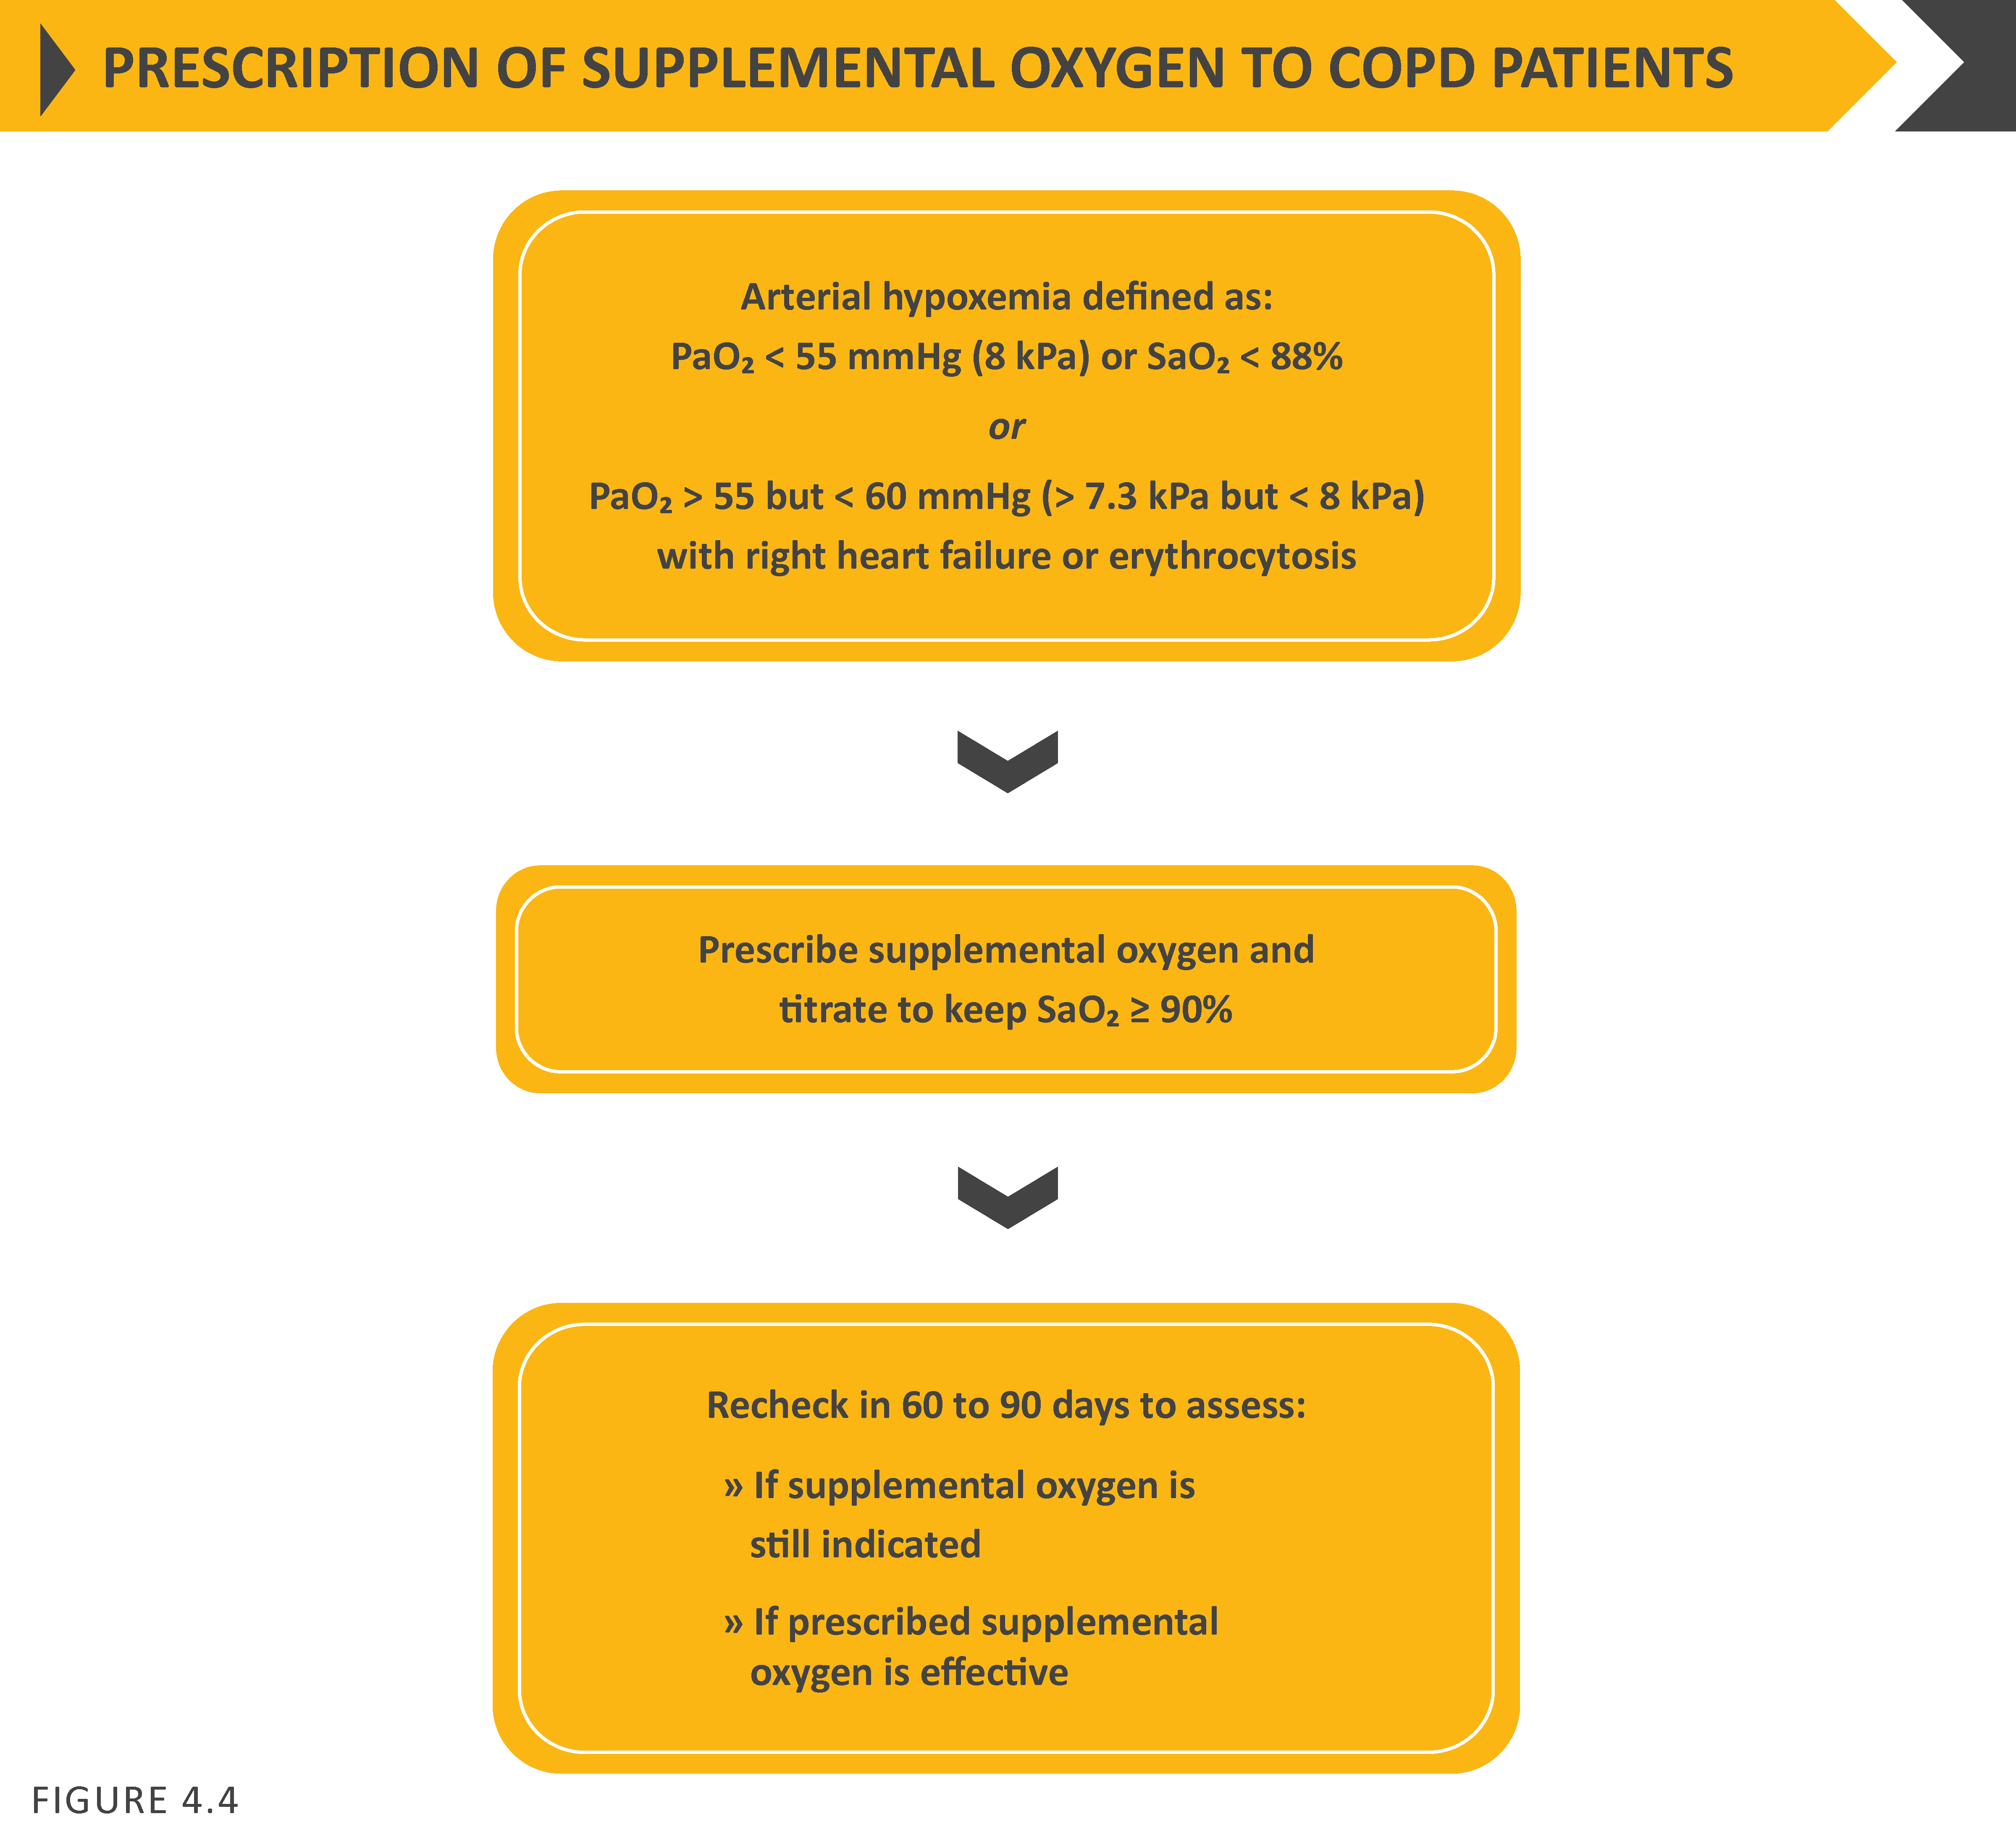 PRESCRIPTION OF SUPPLEMENTAL OXYGEN TO COPD PATIENTS
Arterial hypoxemia defined as:
PaO₂ < 55 mmHg (8 kPa) or SaO₂ < 88%
or
PaO₂ > 55 but < 60 mmHg (> 7.3 kPa but < 8 kPa)
with right heart failure or erythrocytosis
Prescribe supplemental oxygen and
titrate to keep SaO₂ ≥ 90%
Recheck in 60 to 90 days to assess:
» If supplemental oxygen is
still indicated
» If prescribed supplemental
oxygen is effective
FIGURE 4.4